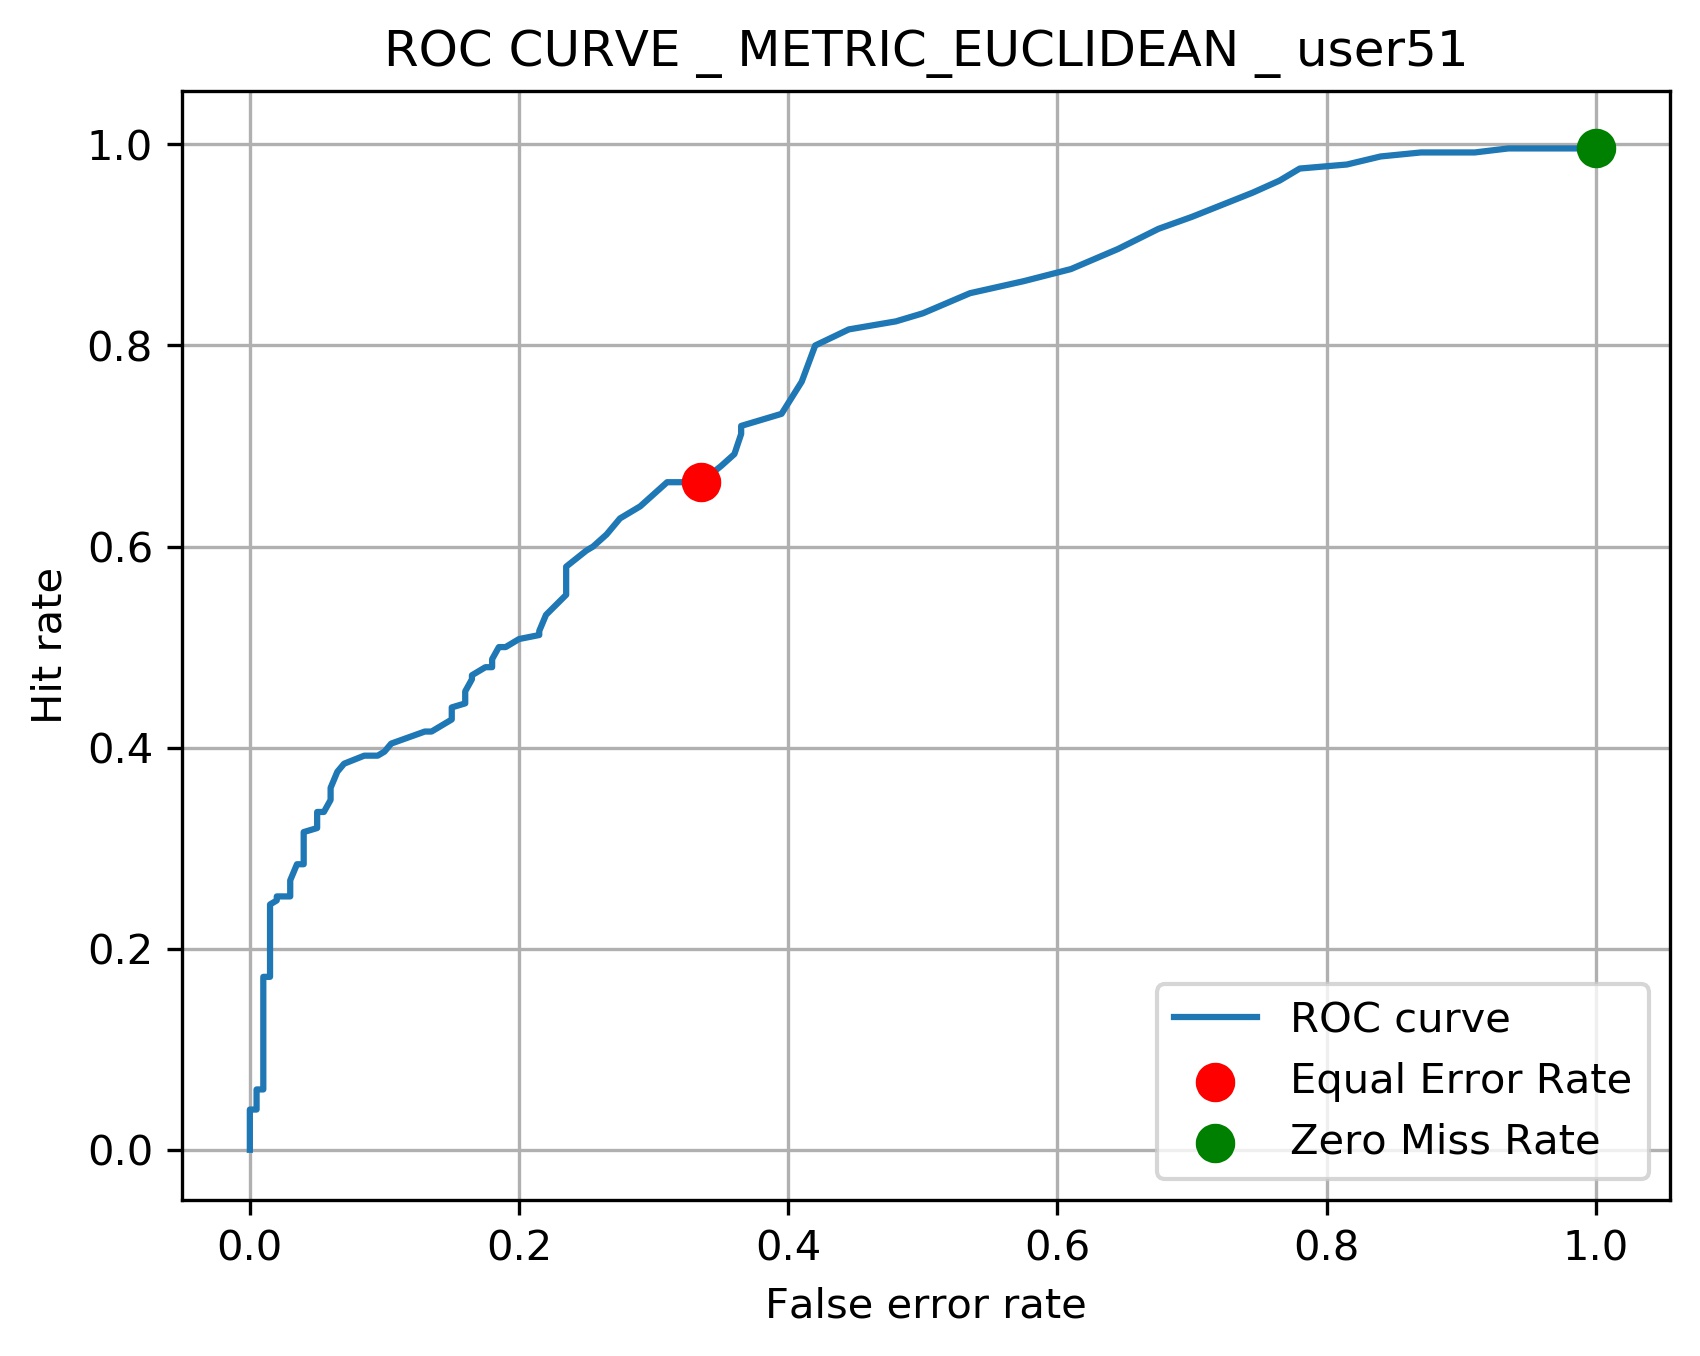 ROC CURVE _ METRIC_EUCLIDEAN _ user51
1.0
0.8
0.6
0.4
0.2
0.0
Hit rate
ROC curve
Equal Error Rate
Zero Miss Rate
0.0 0.2 0.4 0.6 0.8 1.0
False error rate